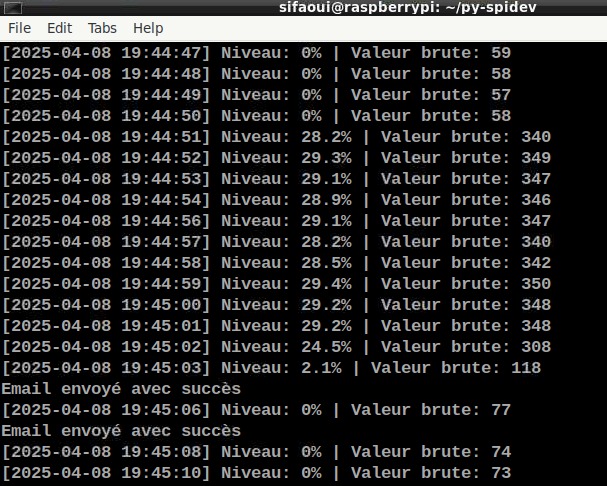 sifaoui@raspberrypi: ~/py-spidev
File Edit Tabs Help
[2025-04-08 19:44:47] Niveau: 0% | Valeur brute: 59
[2025-04-08 19:44:48] Niveau: 0% | Valeur brute: 58
[2025-04-08 19:44:49] Niveau: 0% | Valeur brute: 57
[2025-04-08 19:44:50] Niveau: 0% | Valeur brute: 58
[2025-04-08 19:44:51] Niveau: 28.2% | Valeur brute: 340
[2025-04-08 19:44:52] Niveau: 29.3% | Valeur brute: 349
[2025-04-08 19:44:53] Niveau: 29.1% | Valeur brute: 347
[2025-04-08 19:44:54] Niveau: 28.9% | Valeur brute: 346
[2025-04-08 19:44:56] Niveau: 29.1% | Valeur brute: 347
[2025-04-08 19:44:57] Niveau: 28.2% | Valeur brute: 340
[2025-04-08 19:44:58] Niveau: 28.5% | Valeur brute: 342
[2025-04-08 19:44:59] Niveau: 29.4% | Valeur brute: 350
[2025-04-08 19:45:00] Niveau: 29.2% | Valeur brute: 348
[2025-04-08 19:45:01] Niveau: 29.2% | Valeur brute: 348
[2025-04-08 19:45:02] Niveau: 24.5% | Valeur brute: 308
[2025-04-08 19:45:03] Niveau: 2.1% | Valeur brute: 118
Email envoyé avec succès
[2025-04-08 19:45:06] Niveau: 0% | Valeur brute: 77
Email envoyé avec succès
[2025-04-08 19:45:08] Niveau: 0% | Valeur brute: 74
[2025-04-08 19:45:10] Niveau: 0% | Valeur brute: 73